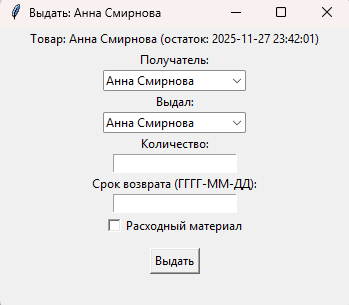 Выдать: Анна Смирнова
Товар: Анна Смирнова (остаток: 2025-11-27 23:42:01)
Получатель:
Анна Смирнова
Выдал:
Анна Смирнова
Количество:
Срок возврата (ГГГГ-ММ-ДД):
Расходный материал
Выдать